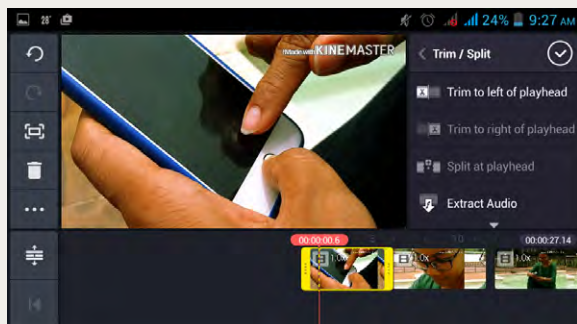 28° 24% 9:27 AM
Made with KINEMASTER
Trim / Split
Trim to left of playhead
Trim to right of playhead
Split at playhead
Extract Audio
00:00:00.6 00:00:27.14
1.0x 1.0x 1.0x